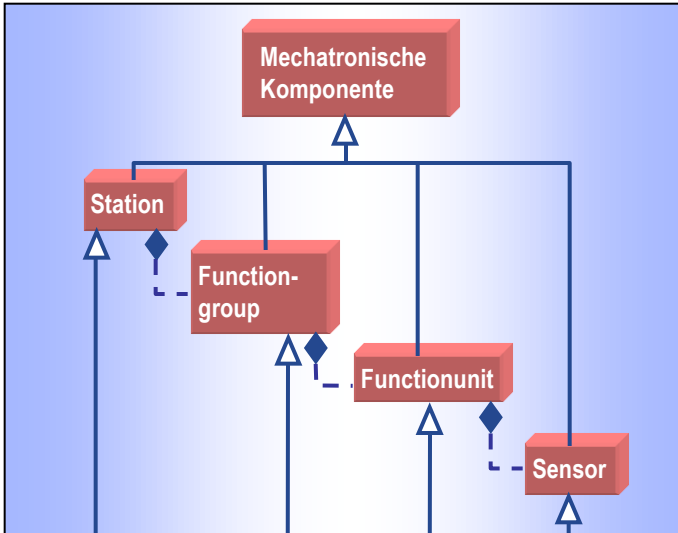 Mechatronische
Komponente
Station
Function-
group
Functionunit
Sensor